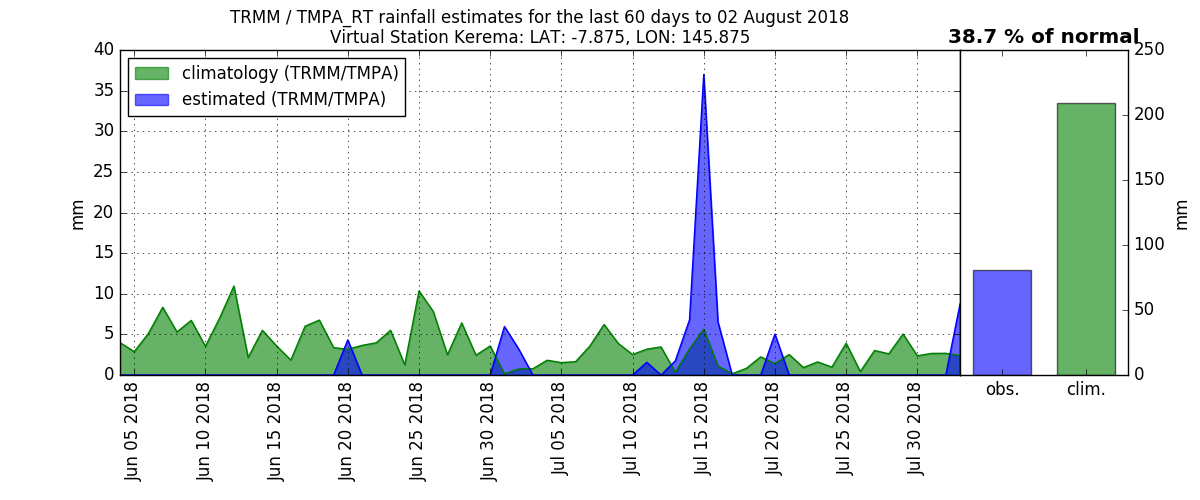 TRMM / TMPA_RT rainfall estimates for the last 60 days to 02 August 2018
Virtual Station Kerema: LAT: -7.875, LON: 145.875
38.7 % of normal
climatology (TRMM/TMPA)
estimated (TRMM/TMPA)
mm
40
35
30
25
20
15
10
5
0
Jun 05 2018
Jun 10 2018
Jun 15 2018
Jun 20 2018
Jun 25 2018
Jun 30 2018
Jul 05 2018
Jul 10 2018
Jul 15 2018
Jul 20 2018
Jul 25 2018
Jul 30 2018
obs.
clim.
250
200
150
100
50
0
mm